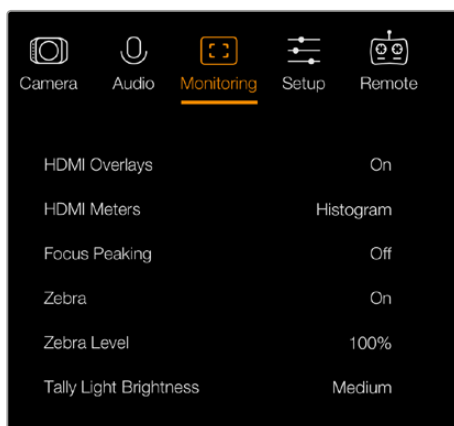 Camera Audio Monitoring Setup Remote
HDMI Overlays On
HDMI Meters Histogram
Focus Peaking Off
Zebra On
Zebra Level 100%
Tally Light Brightness Medium